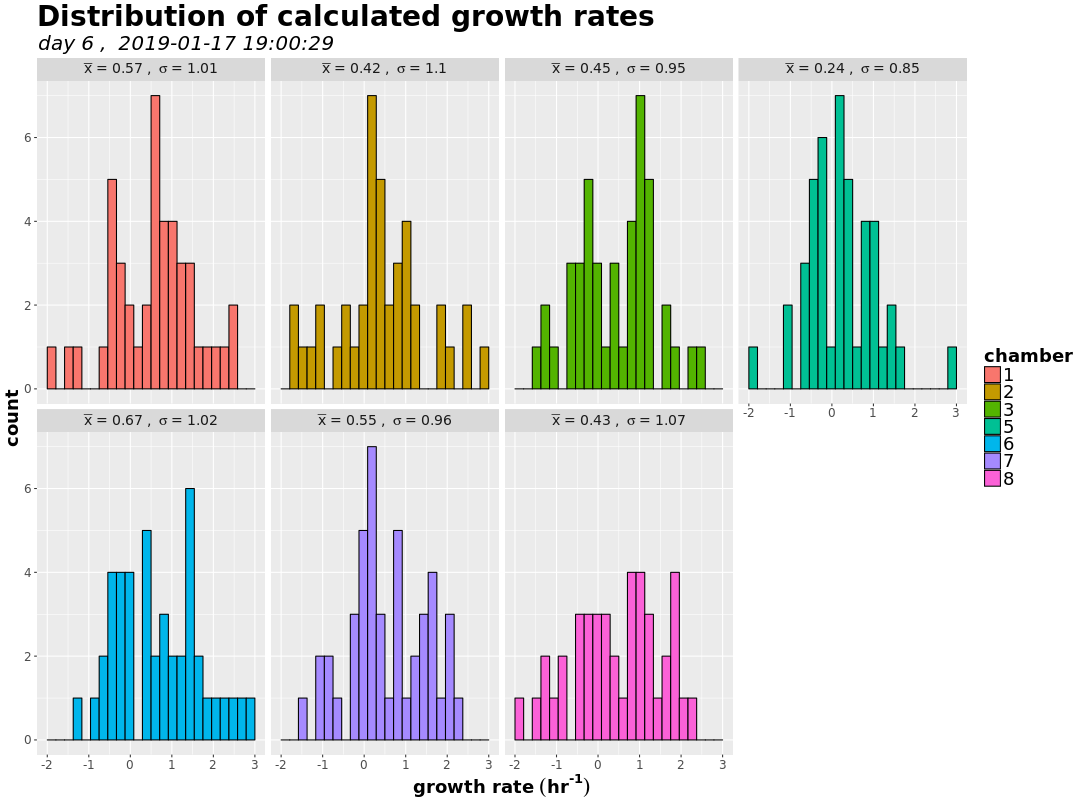 Distribution of calculated growth rates
day 6 ,  2019-01-17 19:00:29
x̅ = 0.57 ,  σ = 1.01
x̅ = 0.42 ,  σ = 1.1
x̅ = 0.45 ,  σ = 0.95
x̅ = 0.24 ,  σ = 0.85
6
4
2
0
-2 -1 0 1 2 3
x̅ = 0.67 ,  σ = 1.02
x̅ = 0.55 ,  σ = 0.96
x̅ = 0.43 ,  σ = 1.07
6
4
2
0
-2 -1 0 1 2 3
-2 -1 0 1 2 3
-2 -1 0 1 2 3
count
growth rate (hr⁻¹)
chamber
1
2
3
5
6
7
8